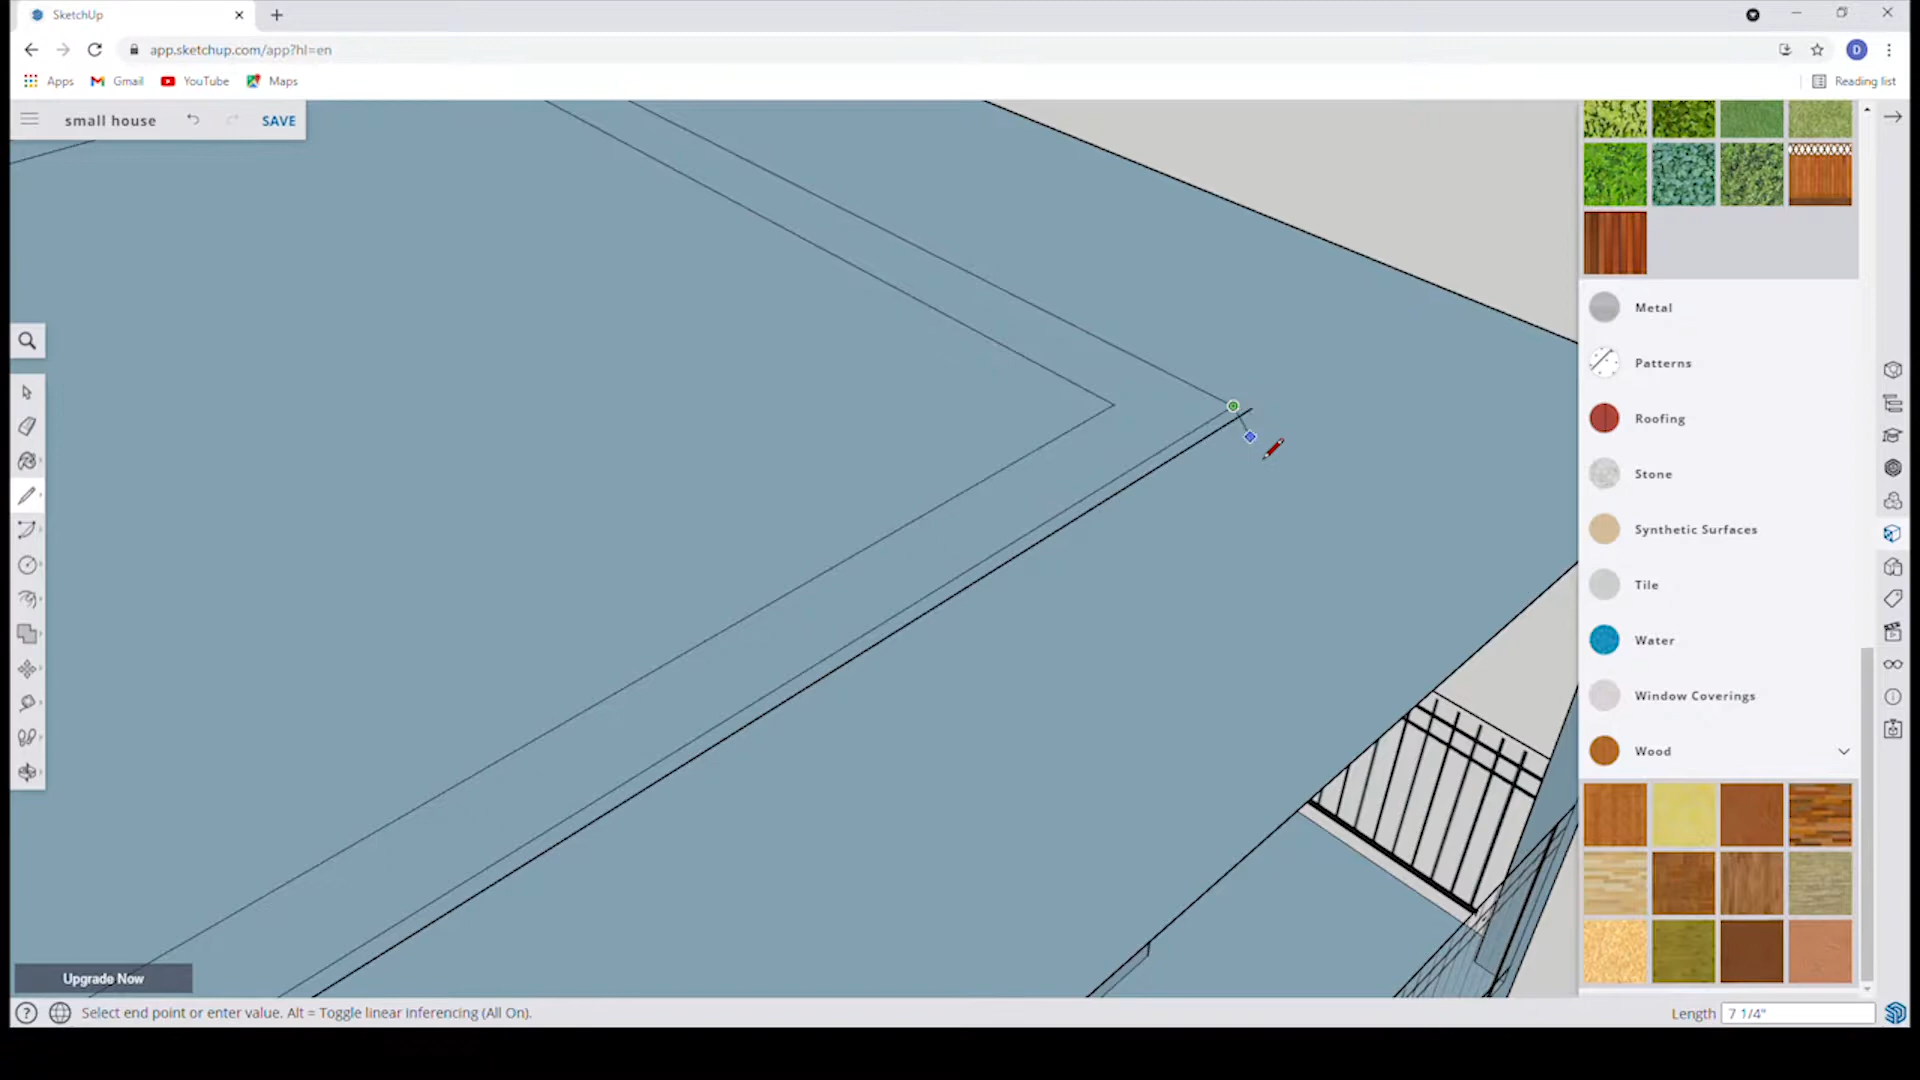 SketchUp
app.sketchup.com/app?hl=en
D
Apps Gmail YouTube Maps
Reading list
small house SAVE
Metal
Patterns
Roofing
Stone
Synthetic Surfaces
Tile
Water
Window Coverings
Wood
Upgrade Now
Select end point or enter value. Alt = Toggle linear inferencing (All On).
Length 7 1/4"